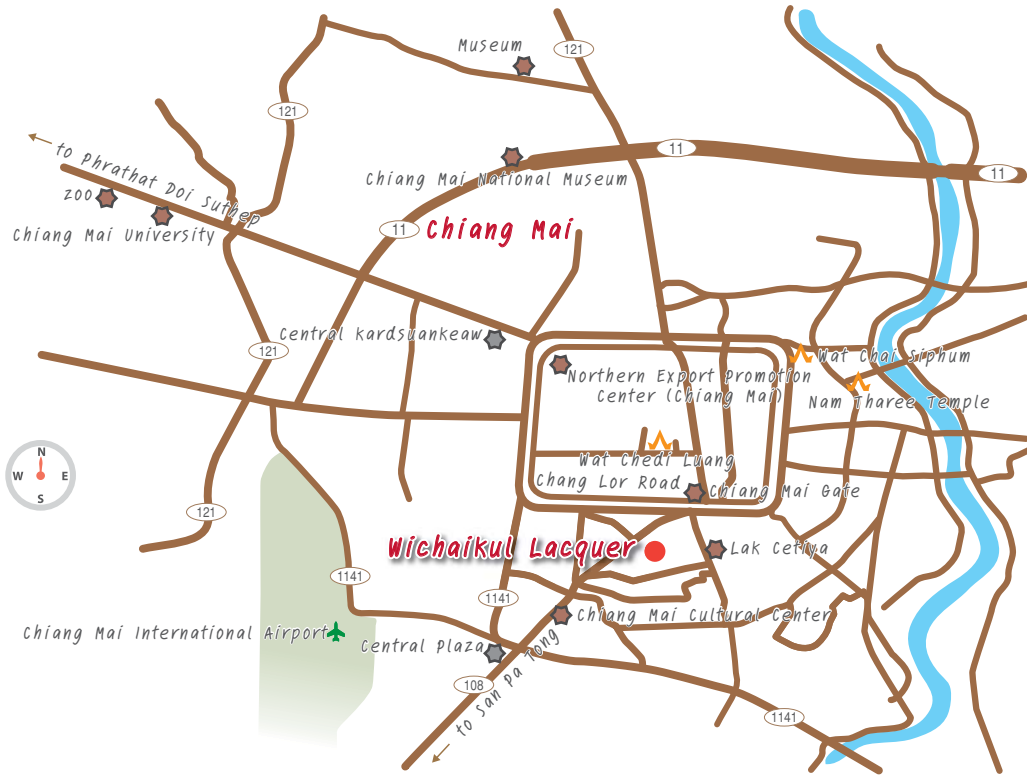 Museum
121
121
11
11
to Phrathat Doi Suthep
Chiang Mai National Museum
zoo
Chiang Mai University
11
Chiang Mai
Central Kardsuankeaw
121
Wat Chai Siphum
Northern Export Promotion
Center (Chiang Mai)
Nam Tharee Temple
N
W E
S
Wat Chedi Luang
Chang Lor Road
Chiang Mai Gate
121
Wichaikul Lacquer
Lak Cetiya
1141
1141
Chiang Mai Cultural Center
Chiang Mai International Airport
Central Plaza
108
to San Pa Tong
1141